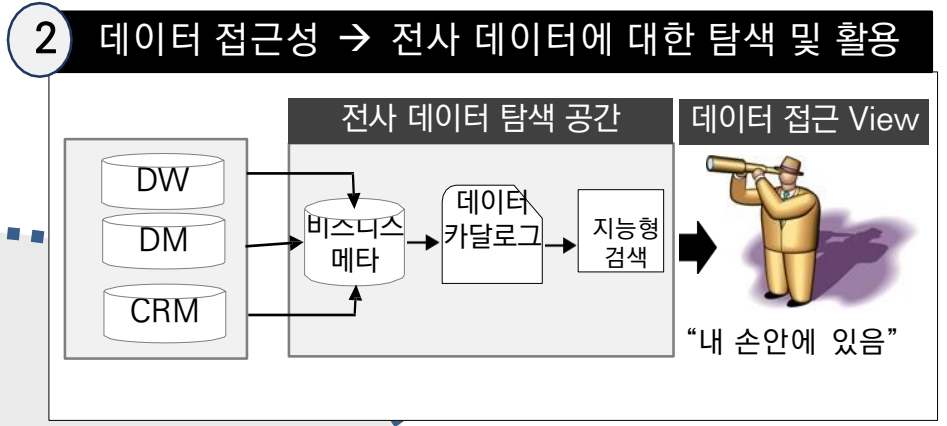 2
데이터 접근성 → 전사 데이터에 대한 탐색 및 활용
전사 데이터 탐색 공간
데이터 접근 View
DW
DM
CRM
비즈니스
메타
데이터
카달로그
지능형
검색
“내 손안에 있음”